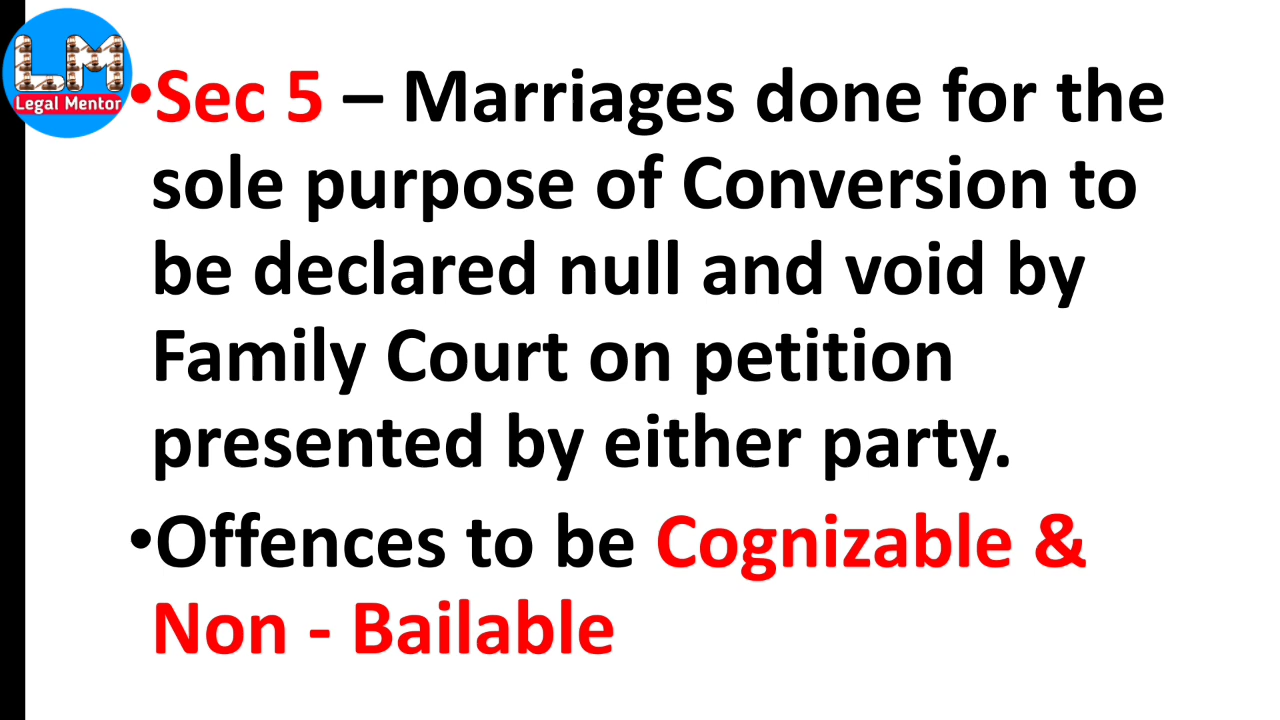 LM
Legal Mentor
•Sec 5 – Marriages done for the
sole purpose of Conversion to
be declared null and void by
Family Court on petition
presented by either party.
•Offences to be Cognizable &
Non - Bailable